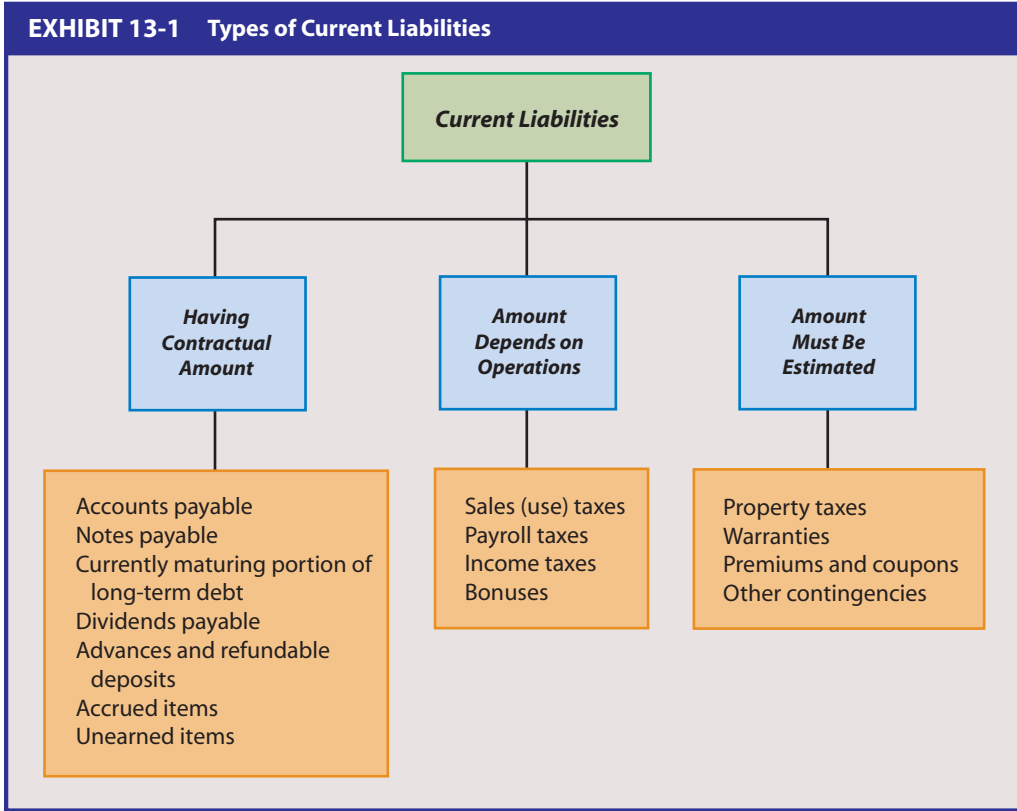 EXHIBIT 13-1 Types of Current Liabilities
Current Liabilities
Having
Contractual
Amount
Amount
Depends on
Operations
Amount
Must Be
Estimated
Accounts payable
Notes payable
Currently maturing portion of
long-term debt
Dividends payable
Advances and refundable
deposits
Accrued items
Unearned items
Sales (use) taxes
Payroll taxes
Income taxes
Bonuses
Property taxes
Warranties
Premiums and coupons
Other contingencies